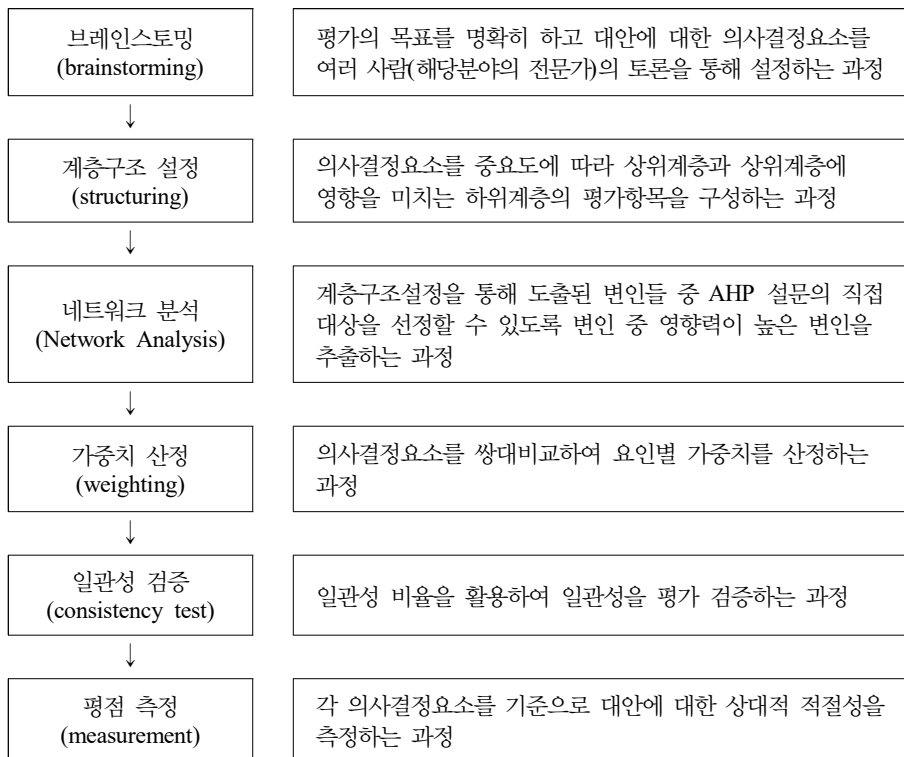 브레인스토밍
(brainstorming)
평가의 목표를 명확히 하고 대안에 대한 의사결정요소를
여러 사람(해당분야의 전문가)의 토론을 통해 설정하는 과정
↓
계층구조 설정
(structuring)
의사결정요소를 중요도에 따라 상위계층과 상위계층에
영향을 미치는 하위계층의 평가항목을 구성하는 과정
↓
네트워크 분석
(Network Analysis)
계층구조설정을 통해 도출된 변인들 중 AHP 설문의 직접
대상을 선정할 수 있도록 변인 중 영향력이 높은 변인을
추출하는 과정
↓
가중치 산정
(weighting)
의사결정요소를 쌍대비교하여 요인별 가중치를 산정하는
과정
↓
일관성 검증
(consistency test)
일관성 비율을 활용하여 일관성을 평가 검증하는 과정
↓
평점 측정
(measurement)
각 의사결정요소를 기준으로 대안에 대한 상대적 적절성을
측정하는 과정